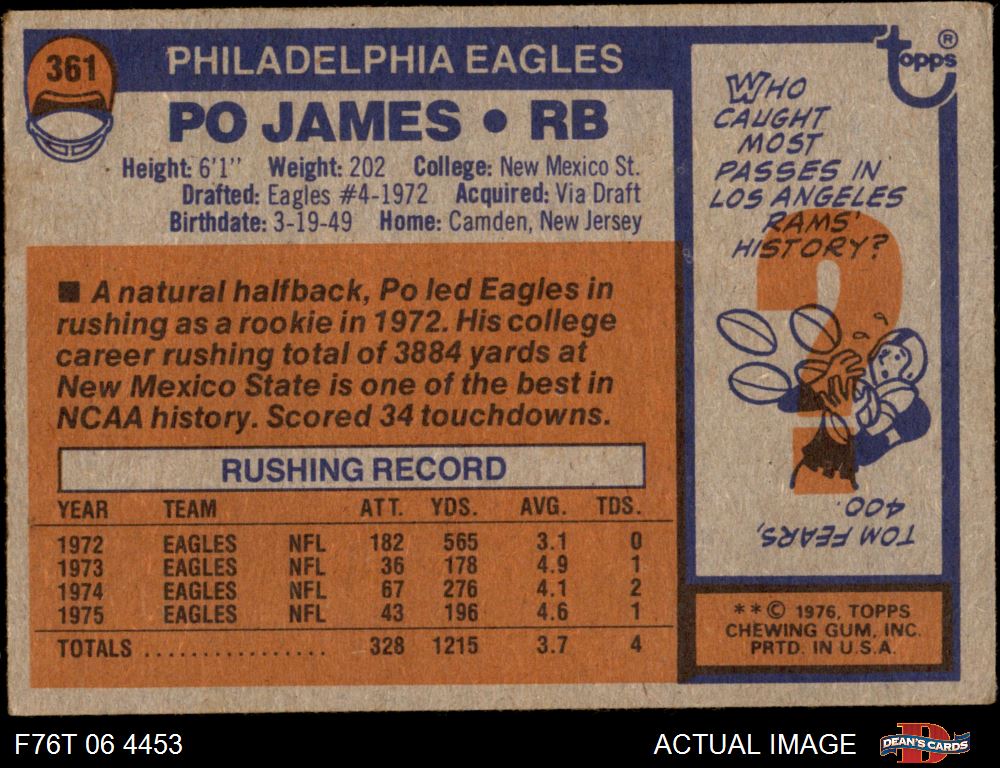 361
PHILADELPHIA EAGLES
PO JAMES • RB
Height: 6'1" Weight: 202 College: New Mexico St.
Drafted: Eagles #4-1972 Acquired: Via Draft
Birthdate: 3-19-49 Home: Camden, New Jersey
■ A natural halfback, Po led Eagles in
rushing as a rookie in 1972. His college
career rushing total of 3884 yards at
New Mexico State is one of the best in
NCAA history. Scored 34 touchdowns.
RUSHING RECORD
YEAR TEAM ATT. YDS. AVG. TDS.
1972 EAGLES NFL 182 565 3.1 0
1973 EAGLES NFL 36 178 4.9 1
1974 EAGLES NFL 67 276 4.1 2
1975 EAGLES NFL 43 196 4.6 1
TOTALS ................ 328 1215 3.7 4
topps ®
WHO
CAUGHT
MOST
PASSES IN
LOS ANGELES
RAMS'
HISTORY?
?
TOM FEARS,
400.
** © 1976, TOPPS
CHEWING GUM, INC.
PRTD. IN U.S.A.
F76T 06 4453
ACTUAL IMAGE
DEAN'S CARDS